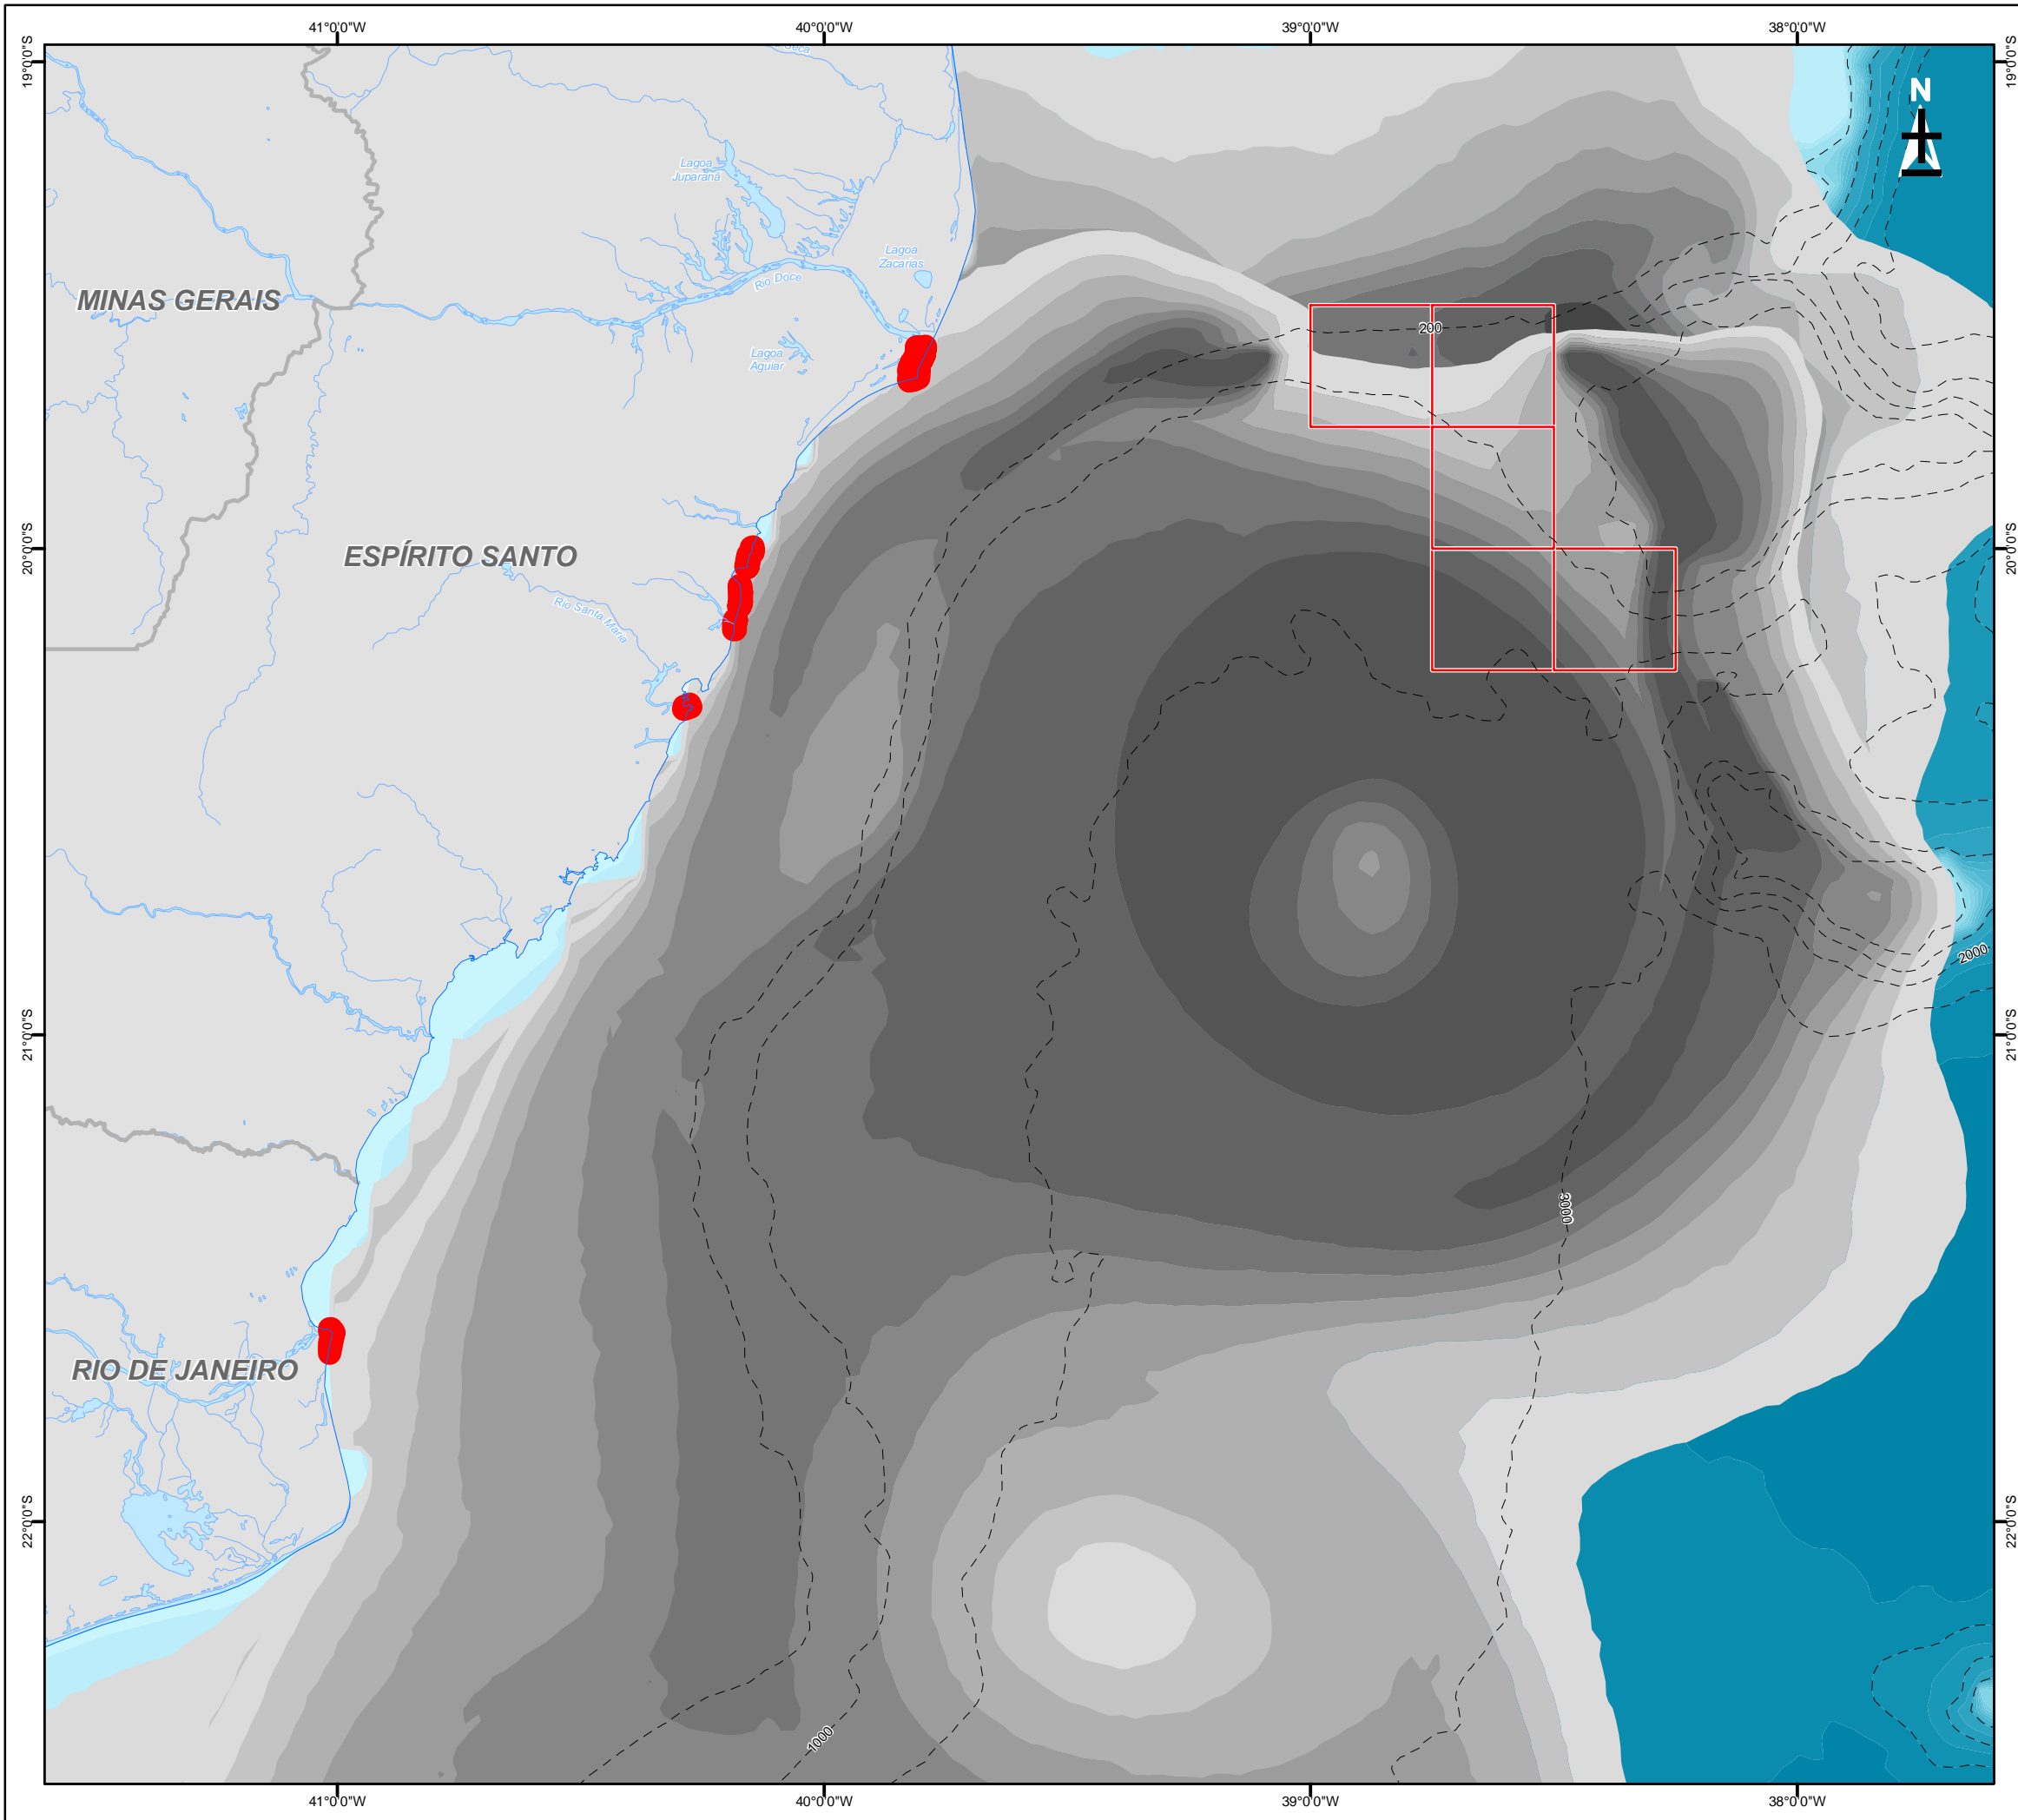 41°0'0"W 40°0'0"W 39°0'0"W 38°0'0"W
19°0'0"S
19°0'0"S
N
Lagoa
Juparanã
Lagoa
Zacarias
Rio Doce
MINAS GERAIS
200
Lagoa
Aguiar
20°0'0"S
ESPÍRITO SANTO
20°0'0"S
Rio Santa Maria
2000
21°0'0"S
21°0'0"S
3000
RIO DE JANEIRO
22°0'0"S
22°0'0"S
1000
41°0'0"W 40°0'0"W 39°0'0"W 38°0'0"W